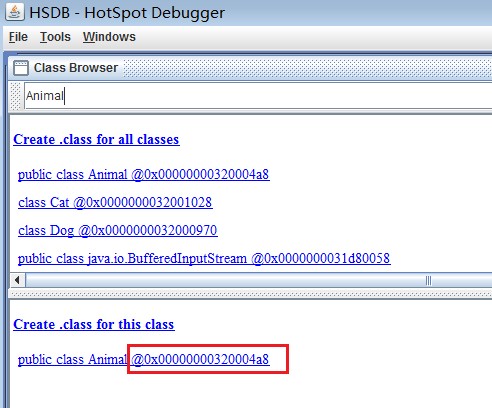 HSDB - HotSpot Debugger
File Tools Windows
Class Browser
Animal
Create .class for all classes
public class Animal @0x00000000320004a8
class Cat @0x0000000032001028
class Dog @0x0000000032000970
public class java.io.BufferedInputStream @0x0000000031d80058
Create .class for this class
public class Animal @0x00000000320004a8